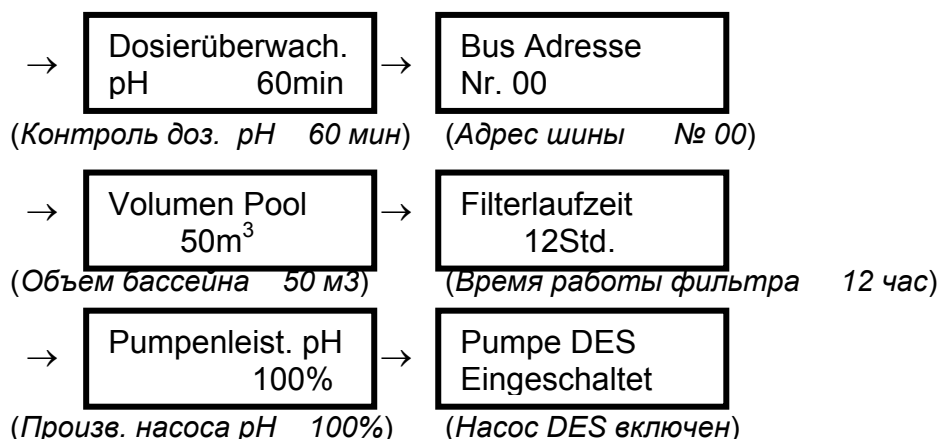 → Dosierüberwach. → Bus Adresse
pH 60min Nr. 00
(Контроль доз. pH 60 мин) (Адрес шины № 00)
→ Volumen Pool → Filterlaufzeit
50m³ 12Std.
(Объем бассейна 50 м3) (Время работы фильтра 12 час)
→ Pumpenleist. pH → Pumpe DES
100% Eingeschaltet
(Произв. насоса pH 100%) (Насос DES включен)